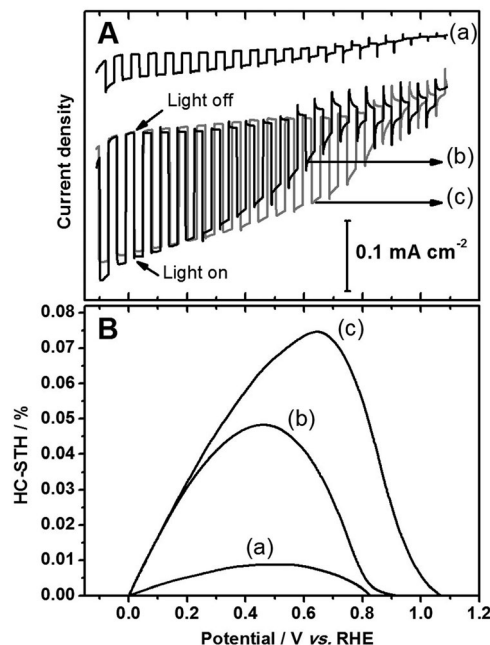 A
(a)
Light off
Current density
(b)
(c)
Light on
0.1 mA cm⁻²
B
0.08
0.07
0.06
0.05
0.04
0.03
0.02
0.01
0.00
HC-STH / %
(c)
(b)
(a)
0.0 0.2 0.4 0.6 0.8 1.0 1.2
Potential / V vs. RHE